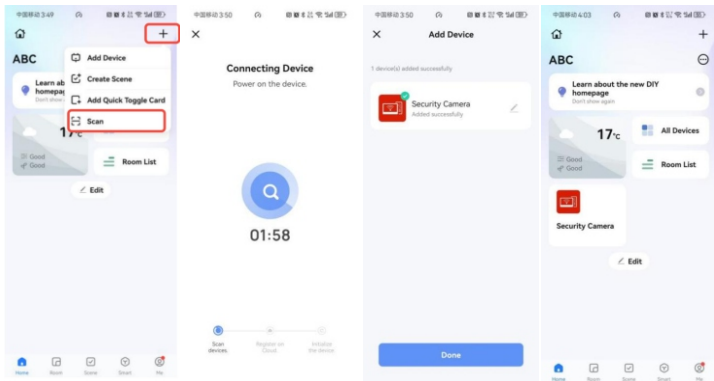 中国移动 3:49
ABC
Add Device
Create Scene
Add Quick Toggle Card
Scan
Learn ab
homepag
Don't show
17°c
Good
Good
Room List
Edit
Home
Room
Scene
Smart
Me
中国移动 3:50
Connecting Device
Power on the device.
01:58
Scan
devices
Register on
Cloud
Initialize
the device
中国移动 3:50
Add Device
1 device(s) added successfully
Security Camera
Added successfully
Done
中国移动 4:03
ABC
Learn about the new DIY
homepage
Don't show again
17°c
All Devices
Good
Good
Room List
Security Camera
Edit
Home
Room
Scene
Smart
Me